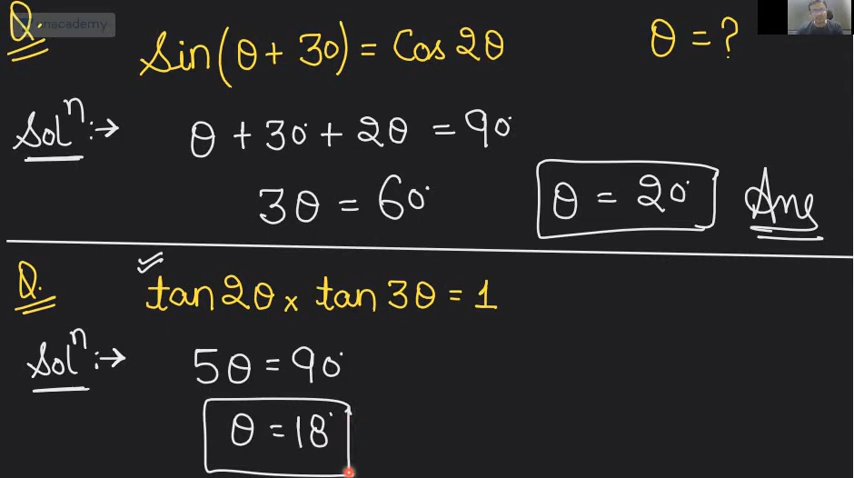 unacademy
Q. Sin(θ + 30) = Cos 2θ θ = ?
Solⁿ :→ θ + 30° + 2θ = 90°
3θ = 60° θ = 20° Ans
Q. tan 2θ × tan 3θ = 1
Solⁿ :→ 5θ = 90°
θ = 18°